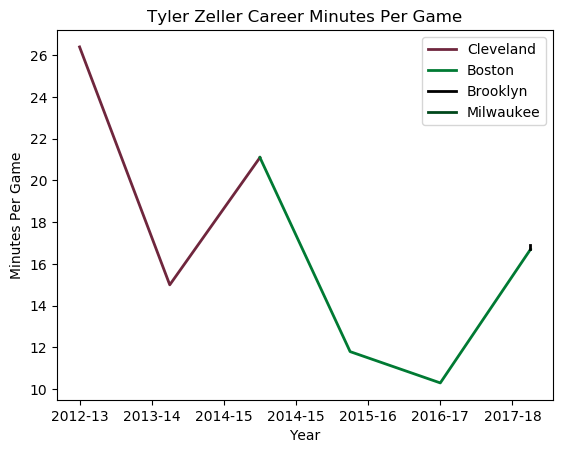 Tyler Zeller Career Minutes Per Game
Cleveland
Boston
Brooklyn
Milwaukee
Minutes Per Game
26
24
22
20
18
16
14
12
10
2012-13 2013-14 2014-15 2014-15 2015-16 2016-17 2017-18
Year